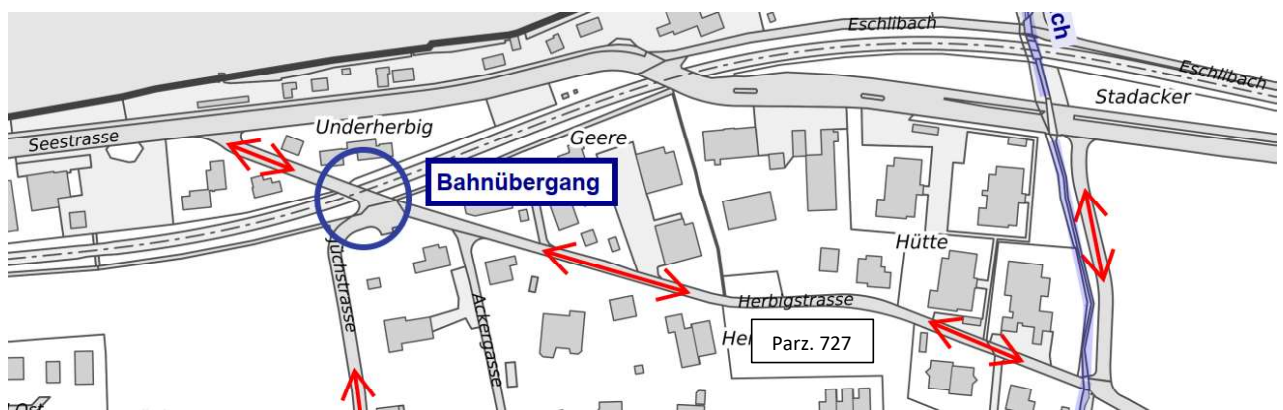 Eschlibach
ch
Eschlibach
Stadacker
Seestrasse
Underherbig
Geere
Bahnübergang
Hütte
Herbigstrasse
Ackergasse
Parz. 727